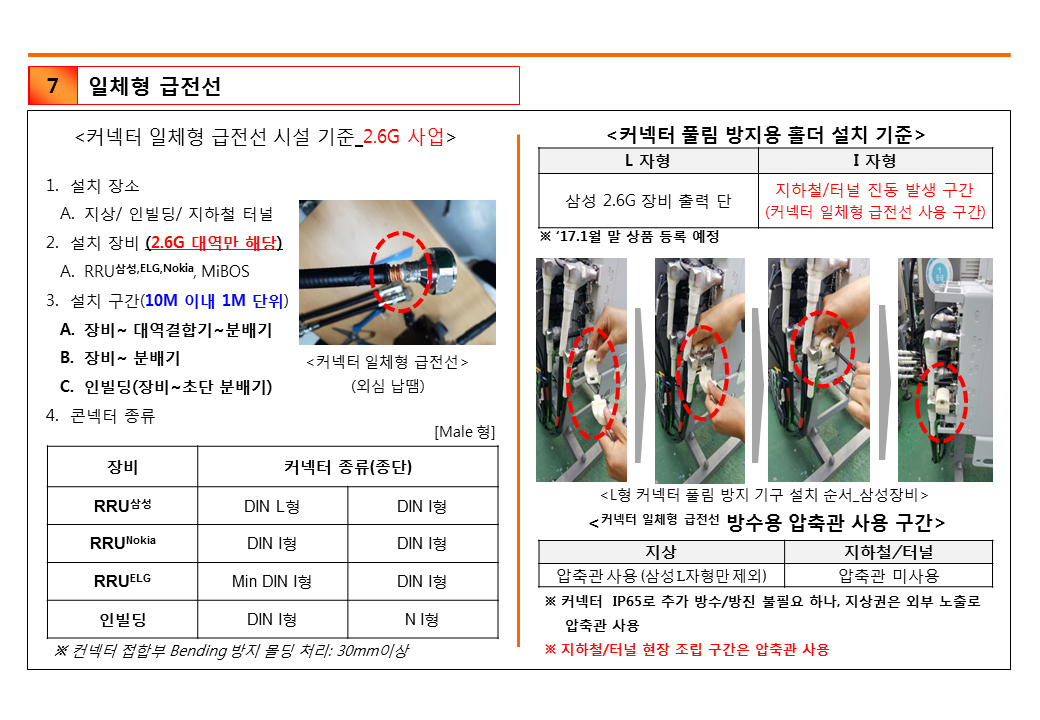 7 일체형 급전선
<커넥터 일체형 급전선 시설 기준_2.6G 사업>
1. 설치 장소
A. 지상/ 인빌딩/ 지하철 터널
2. 설치 장비 (2.6G 대역만 해당)
A. RRU삼성,ELG,Nokia, MiBOS
3. 설치 구간(10M 이내 1M 단위)
A. 장비~ 대역결합기~분배기
B. 장비~ 분배기
C. 인빌딩(장비~초단 분배기)
4. 콘넥터 종류
<커넥터 일체형 급전선>
(외심 납땜)
[Male 형]
장비 커넥터 종류(종단)
RRU삼성 DIN L형 DIN I형
RRUNokia DIN I형 DIN I형
RRUELG Min DIN I형 DIN I형
인빌딩 DIN I형 N I형
※ 컨넥터 접합부 Bending 방지 몰딩 처리: 30mm이상
<커넥터 풀림 방지용 홀더 설치 기준>
L 자형 I 자형
삼성 2.6G 장비 출력 단 지하철/터널 진동 발생 구간
(커넥터 일체형 급전선 사용 구간)
※ ‘17.1월 말 상품 등록 예정
<L형 커넥터 풀림 방지 기구 설치 순서_삼성장비>
<커넥터 일체형 급전선 방수용 압축관 사용 구간>
지상 지하철/터널
압축관 사용 (삼성 L자형만 제외) 압축관 미사용
※ 커넥터 IP65로 추가 방수/방진 불필요 하나, 지상권은 외부 노출로
압축관 사용
※ 지하철/터널 현장 조립 구간은 압축관 사용